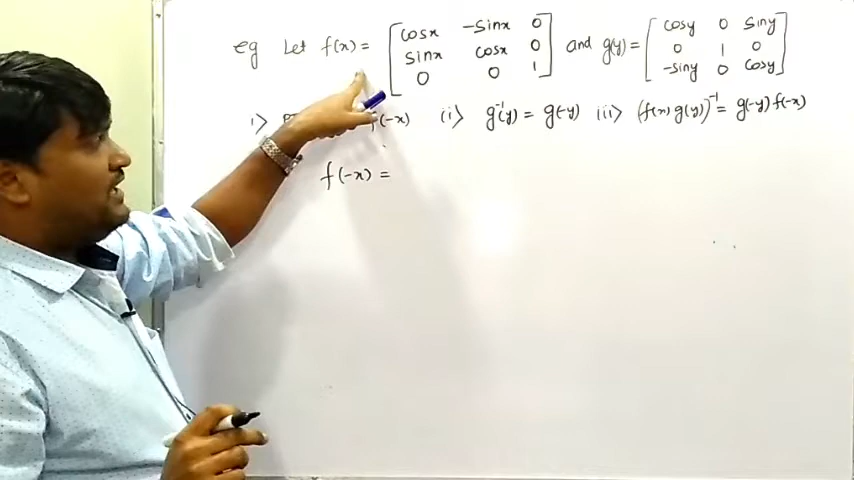 eg Let f(x) = [ cosx -sinx 0 and g(y) = [ cosy 0 siny
sinx cosx 0 0 1 0
0 0 1 ] -siny 0 cosy ]
i> f(-x) (ii) g⁻¹(y) = g(-y) iii> (f(x) g(y))⁻¹ = g(-y) f(-x)
f(-x) =